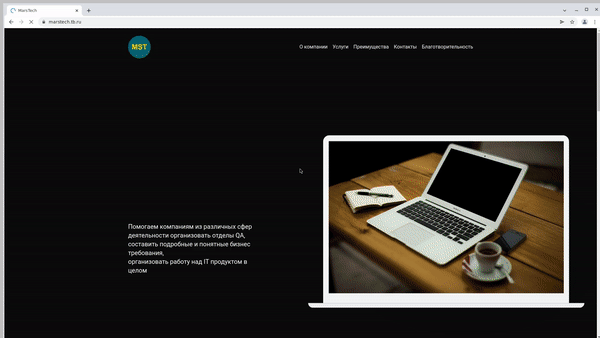 MarsTech
marstech.tb.ru
MST
О компании Услуги Преимущества Контакты Благотворительность
Помогаем компаниям из различных сфер
деятельности организовать отделы QA,
составить подробные и понятные бизнес
требования,
организовать работу над IT продуктом в
целом